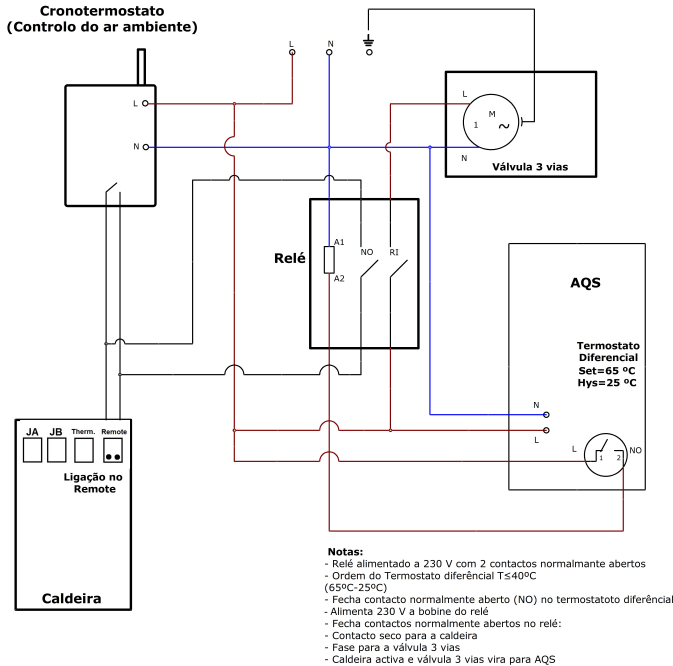 Cronotermostato
(Controlo do ar ambiente)
L
N
L
N
L
M
1
N
Válvula 3 vias
Relé
A1
A2
NO
RI
AQS
Termostato
Diferencial
Set=65 ºC
Hys=25 ºC
N
L
L
1
2
NO
JA
JB
Therm.
Remote
Ligação no
Remote
Caldeira
Notas:
- Relé alimentado a 230 V com 2 contactos normalmante abertos
- Ordem do Termostato diferêncial T≤40ºC
(65ºC-25ºC)
- Fecha contacto normalmente aberto (NO) no termostatoto diferêncial
- Alimenta 230 V a bobine do relé
- Fecha contactos normalmente abertos no relé:
- Contacto seco para a caldeira
- Fase para a válvula 3 vias
- Caldeira activa e válvula 3 vias vira para AQS